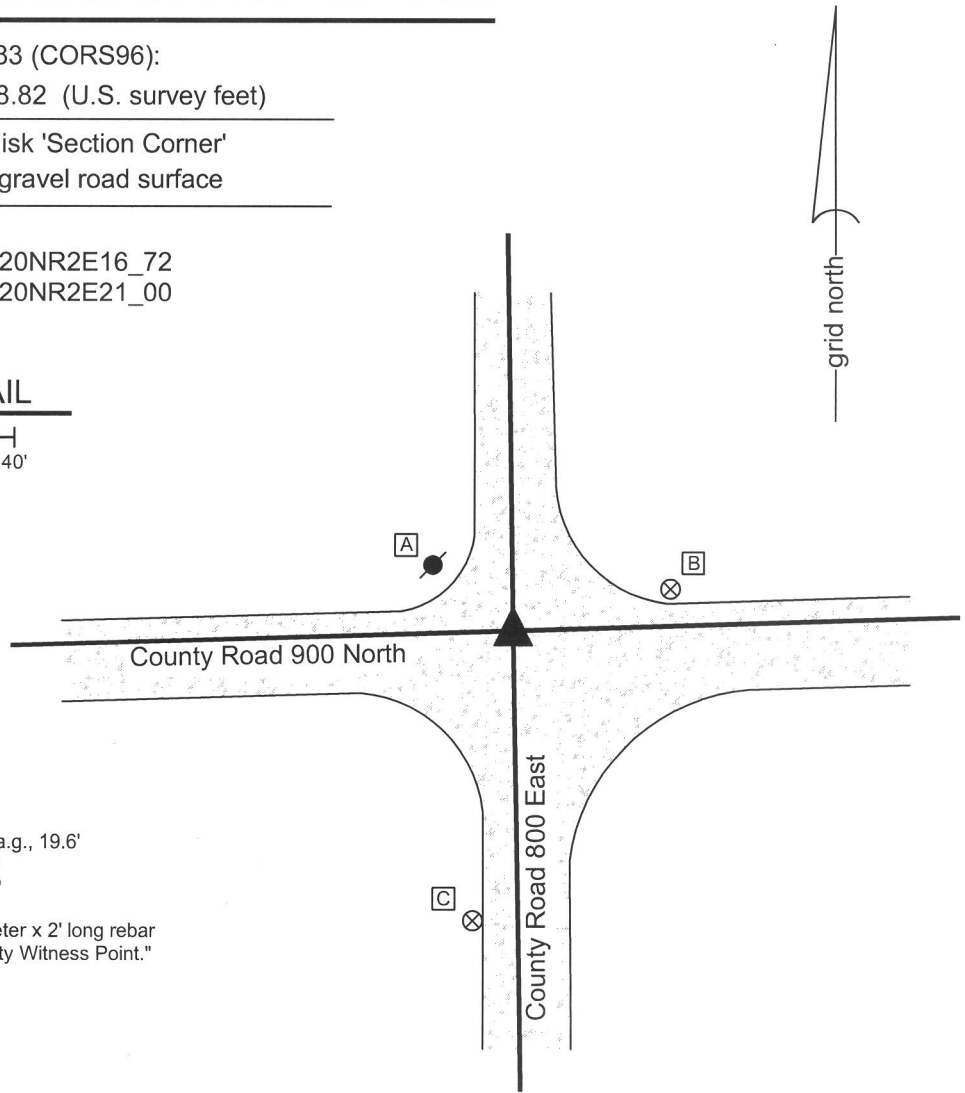 83 (CORS96):
8.82 (U.S. survey feet)
isk 'Section Corner'
gravel road surface
20NR2E16_72
20NR2E21_00
AIL
40'
grid north
A
B
County Road 900 North
County Road 800 East
a.g., 19.6'
C
eter x 2' long rebar
ty Witness Point."